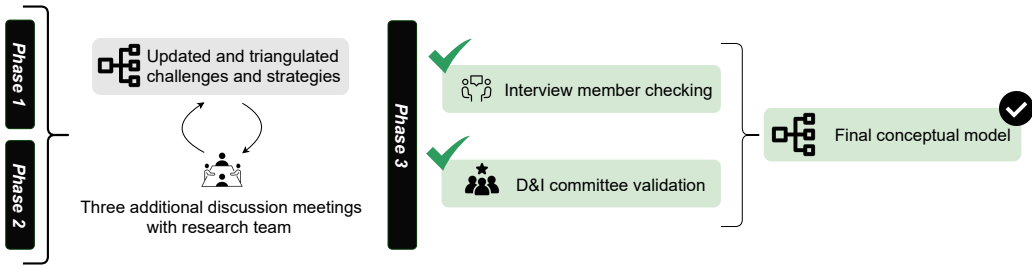 Phase 1
Phase 2
Updated and triangulated
challenges and strategies
Three additional discussion meetings
with research team
Phase 3
Interview member checking
D&I committee validation
Final conceptual model